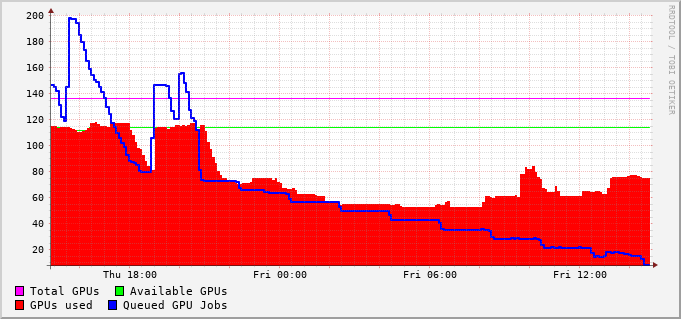 200
180
160
140
120
100
80
60
40
20
Thu 18:00 Fri 00:00 Fri 06:00 Fri 12:00
Total GPUs Available GPUs
GPUs used Queued GPU Jobs
RRDTOOL / TOBI OETIKER